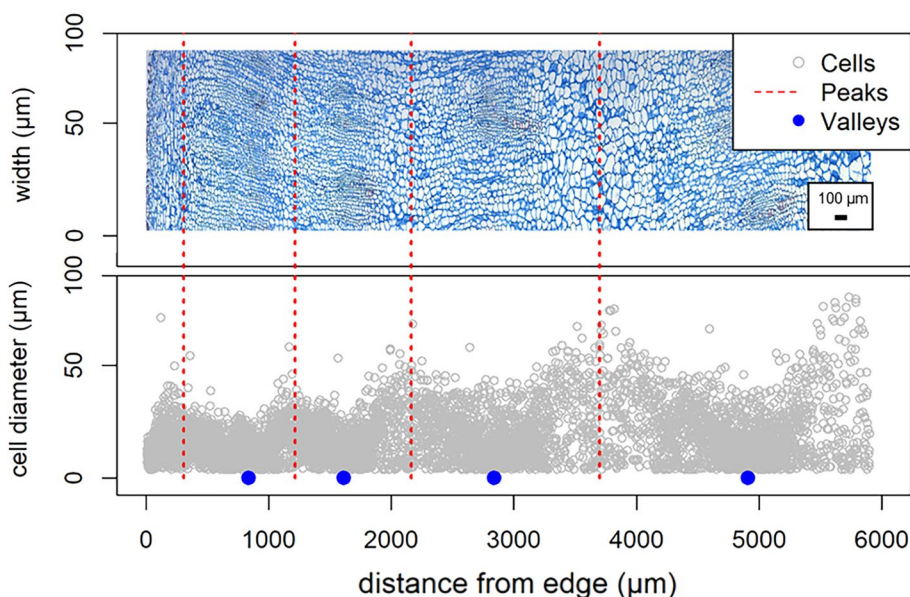 100
50
0
width (µm)
Cells
Peaks
Valleys
100 µm
100
50
0
cell diameter (µm)
0 1000 2000 3000 4000 5000 6000
distance from edge (µm)